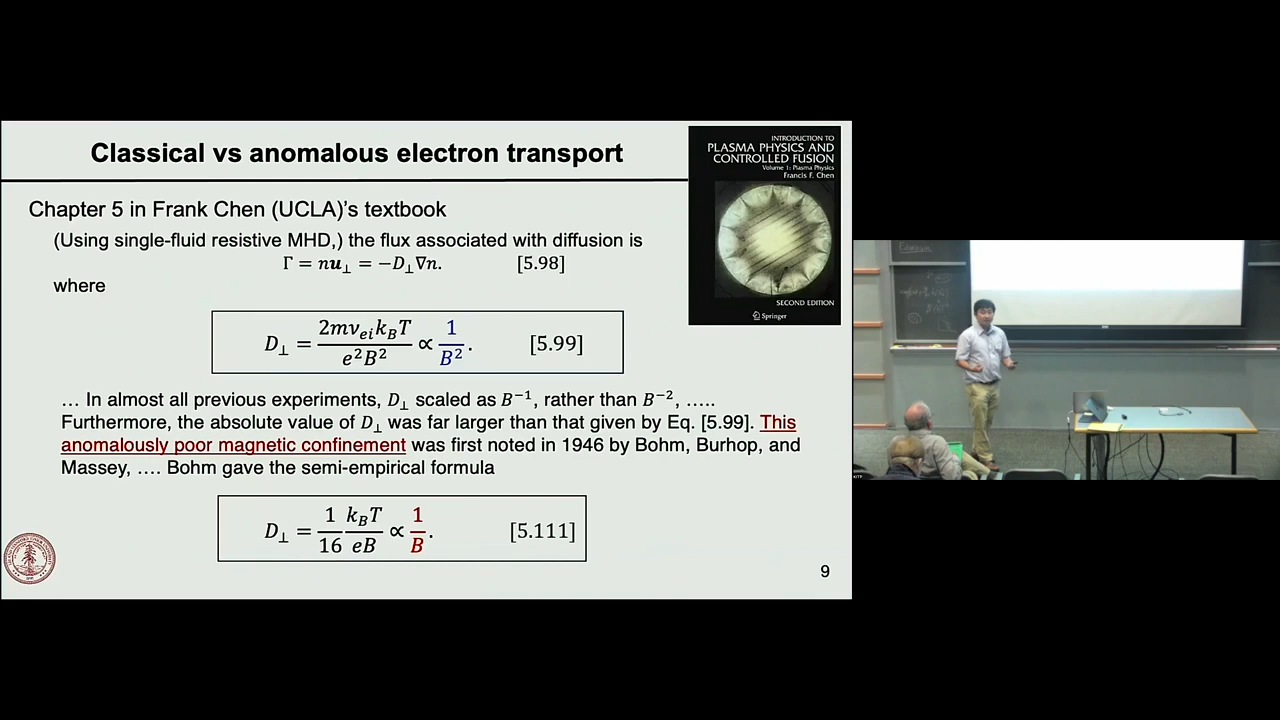 Classical vs anomalous electron transport
INTRODUCTION TO
PLASMA PHYSICS AND
CONTROLLED FUSION
Volume 1: Plasma Physics
Francis F. Chen
SECOND EDITION
Springer
Chapter 5 in Frank Chen (UCLA)'s textbook
(Using single-fluid resistive MHD,) the flux associated with diffusion is
Γ = n𝒖⊥ = −D⊥∇n. [5.98]
where
D⊥ = 2mν_ei k_B T / e²B² ∝ 1/B². [5.99]
… In almost all previous experiments, D⊥ scaled as B⁻¹, rather than B⁻², …..
Furthermore, the absolute value of D⊥ was far larger than that given by Eq. [5.99]. This
anomalously poor magnetic confinement was first noted in 1946 by Bohm, Burhop, and
Massey, …. Bohm gave the semi-empirical formula
D⊥ = 1/16 k_B T / eB ∝ 1/B. [5.111]
9